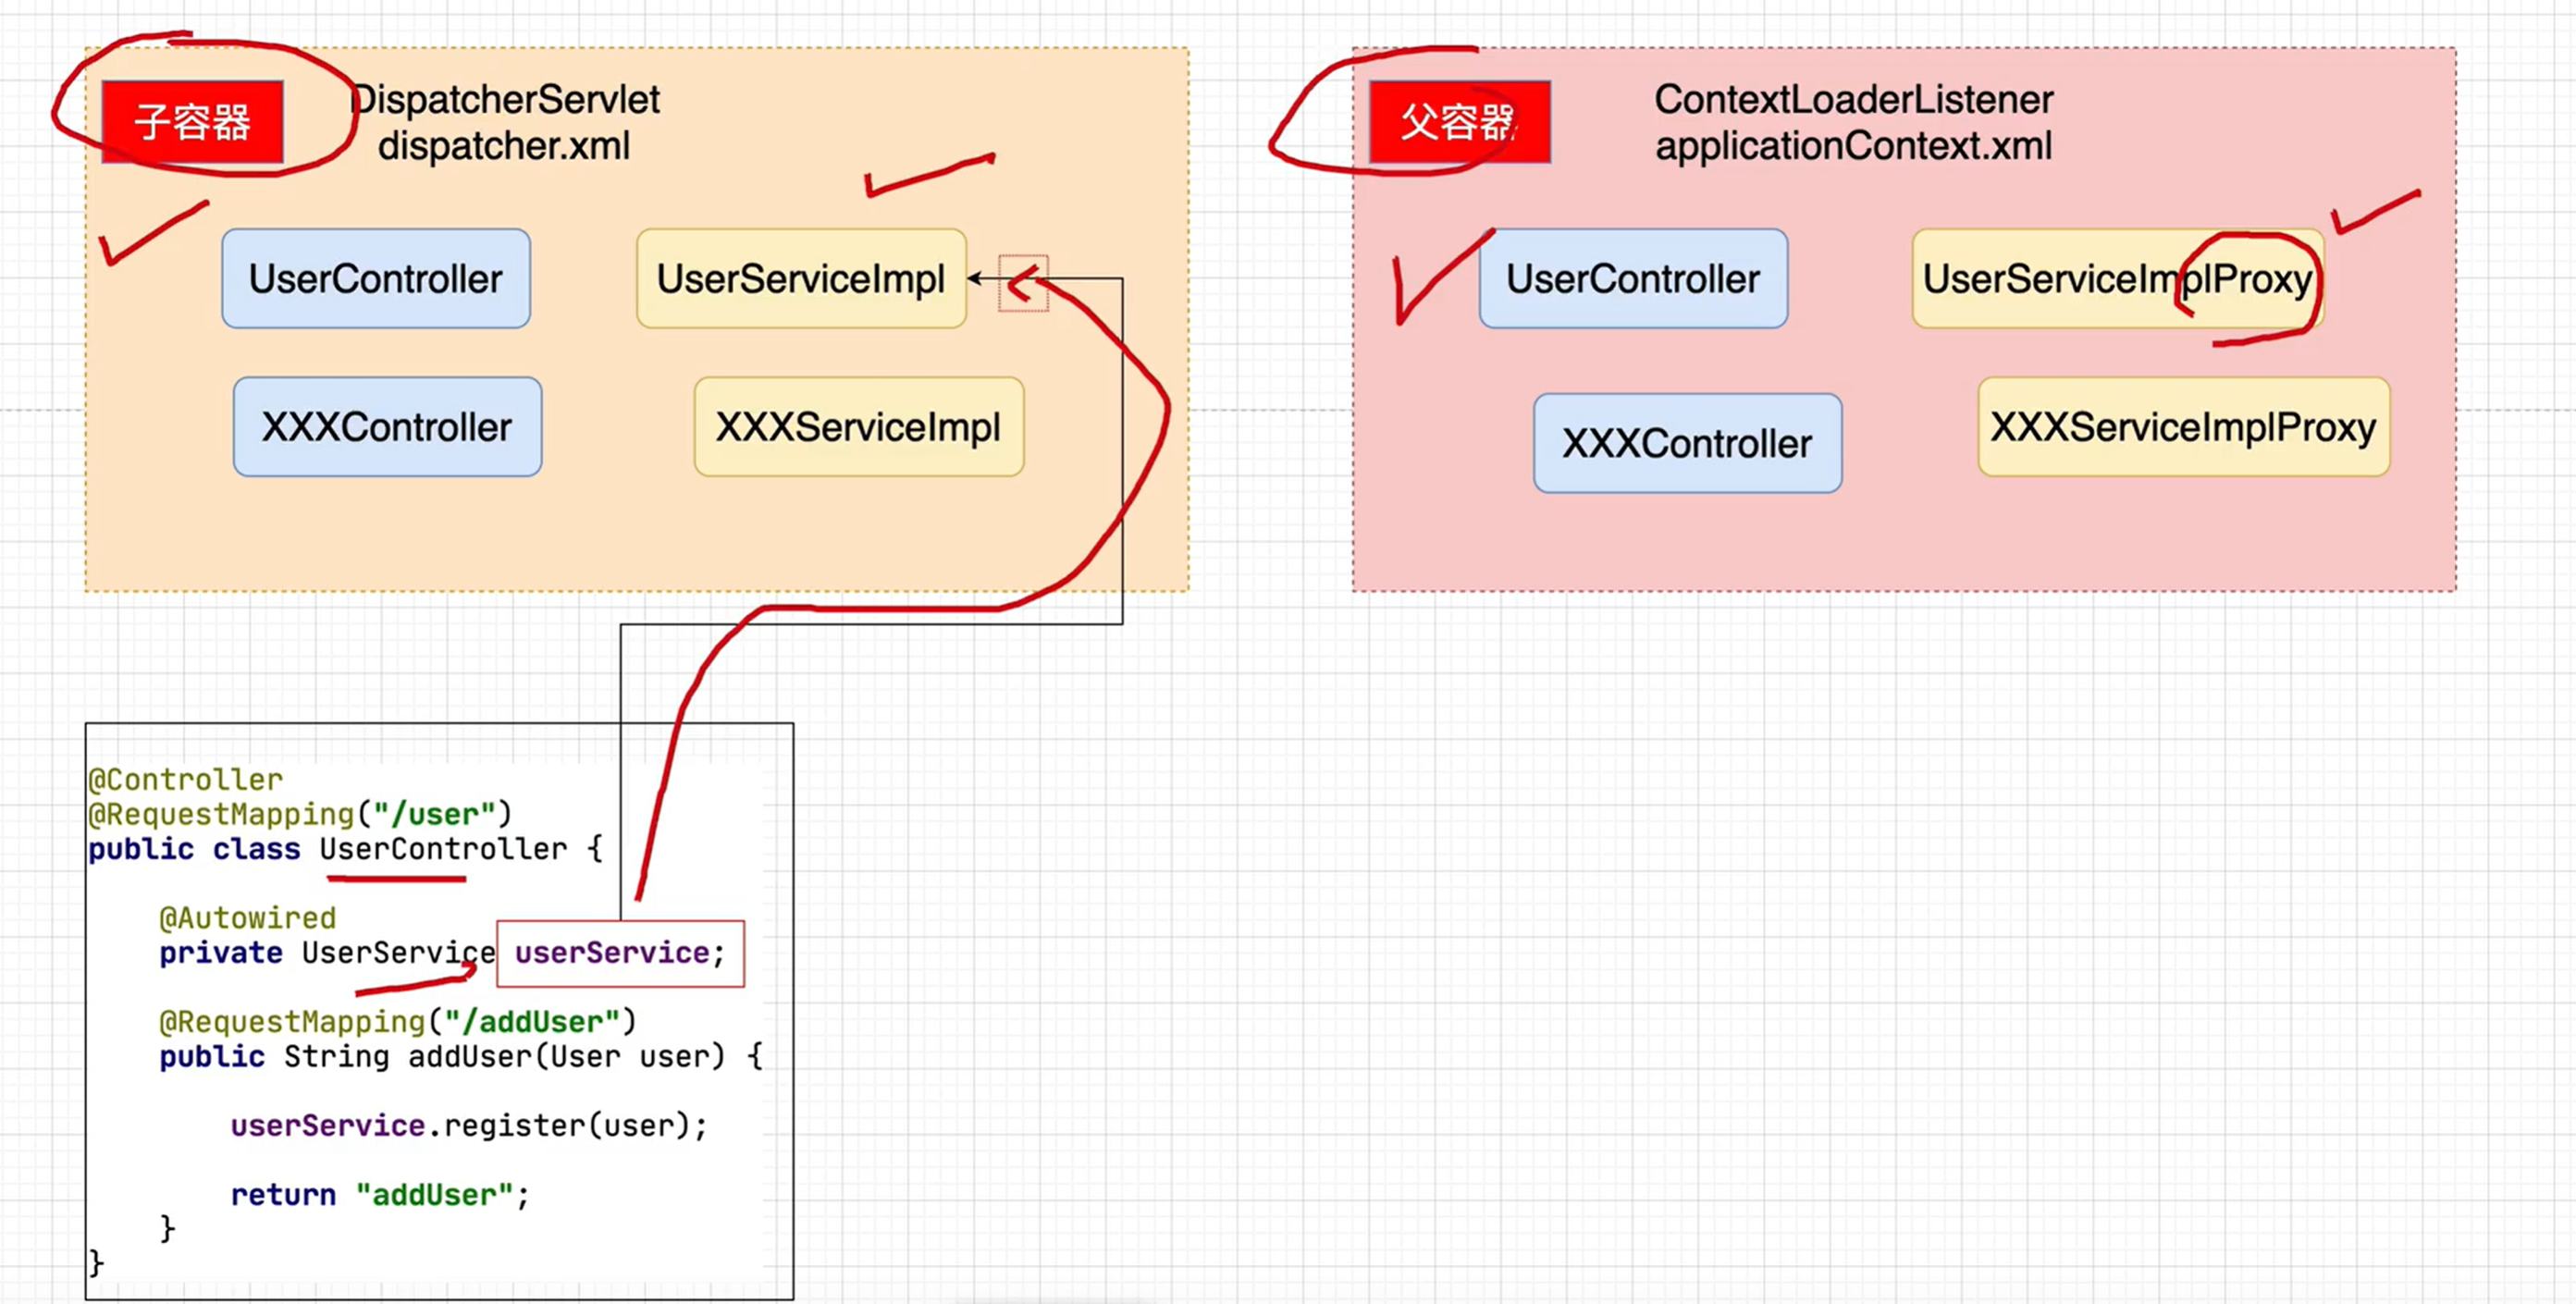 子容器
DispatcherServlet
dispatcher.xml
UserController
UserServiceImpl
XXXController
XXXServiceImpl
父容器
ContextLoaderListener
applicationContext.xml
UserController
UserServiceImplProxy
XXXController
XXXServiceImplProxy
@Controller
@RequestMapping("/user")
public class UserController {
@Autowired
private UserService userService;
@RequestMapping("/addUser")
public String addUser(User user) {
userService.register(user);
return "addUser";
}
}